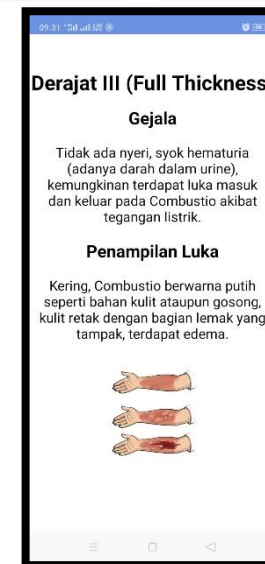 09.31
Derajat III (Full Thickness
Gejala
Tidak ada nyeri, syok hematuria
(adanya darah dalam urine),
kemungkinan terdapat luka masuk
dan keluar pada Combustio akibat
tegangan listrik.
Penampilan Luka
Kering, Combustio berwarna putih
seperti bahan kulit ataupun gosong,
kulit retak dengan bagian lemak yang
tampak, terdapat edema.